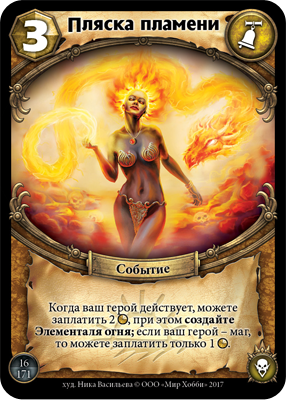 3
Пляска пламени
Событие
Когда ваш герой действует, можете
заплатить 2 , при этом создайте
Элементаля огня; если ваш герой – маг,
то можете заплатить только 1 .
16
171
худ. Ника Васильева © ООО «Мир Хобби» 2017